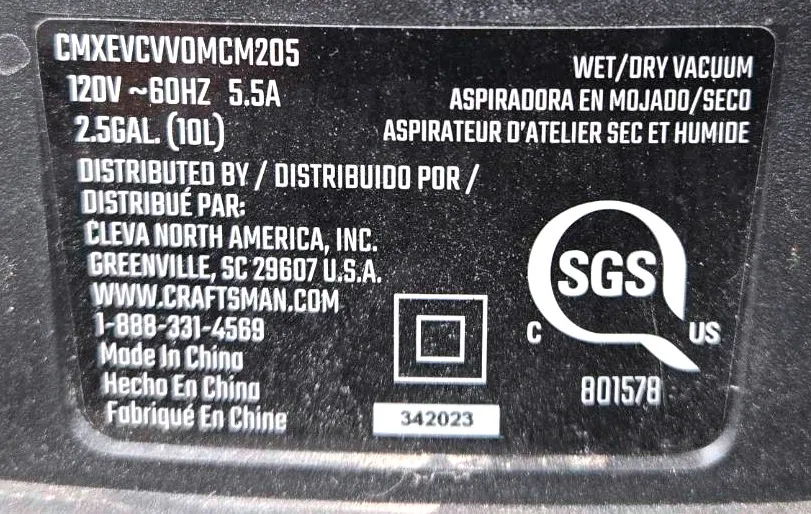 CMXEVCVVOMCM205
120V ~60HZ 5.5A
2.5GAL. (10L)
WET/DRY VACUUM
ASPIRADORA EN MOJADO/SECO
ASPIRATEUR D'ATELIER SEC ET HUMIDE
DISTRIBUTED BY / DISTRIBUIDO POR /
DISTRIBUÉ PAR:
CLEVA NORTH AMERICA, INC.
GREENVILLE, SC 29607 U.S.A.
WWW.CRAFTSMAN.COM
1-888-331-4569
Made In China
Hecho En China
Fabriqué En Chine
342023
SGS
C US
801578